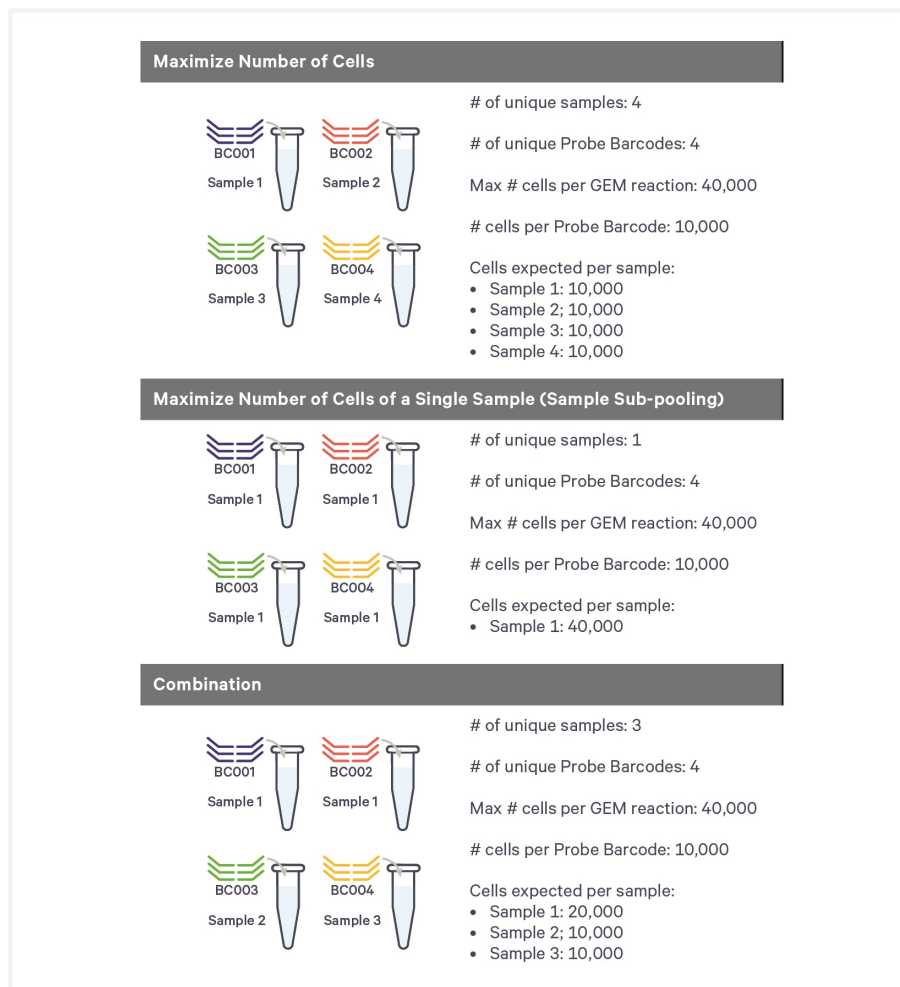 Maximize Number of Cells
BC001
Sample 1
BC002
Sample 2
BC003
Sample 3
BC004
Sample 4
# of unique samples: 4
# of unique Probe Barcodes: 4
Max # cells per GEM reaction: 40,000
# cells per Probe Barcode: 10,000
Cells expected per sample:
• Sample 1: 10,000
• Sample 2; 10,000
• Sample 3: 10,000
• Sample 4: 10,000
Maximize Number of Cells of a Single Sample (Sample Sub-pooling)
BC001
Sample 1
BC002
Sample 1
BC003
Sample 1
BC004
Sample 1
# of unique samples: 1
# of unique Probe Barcodes: 4
Max # cells per GEM reaction: 40,000
# cells per Probe Barcode: 10,000
Cells expected per sample:
• Sample 1: 40,000
Combination
BC001
Sample 1
BC002
Sample 1
BC003
Sample 2
BC004
Sample 3
# of unique samples: 3
# of unique Probe Barcodes: 4
Max # cells per GEM reaction: 40,000
# cells per Probe Barcode: 10,000
Cells expected per sample:
• Sample 1: 20,000
• Sample 2; 10,000
• Sample 3: 10,000